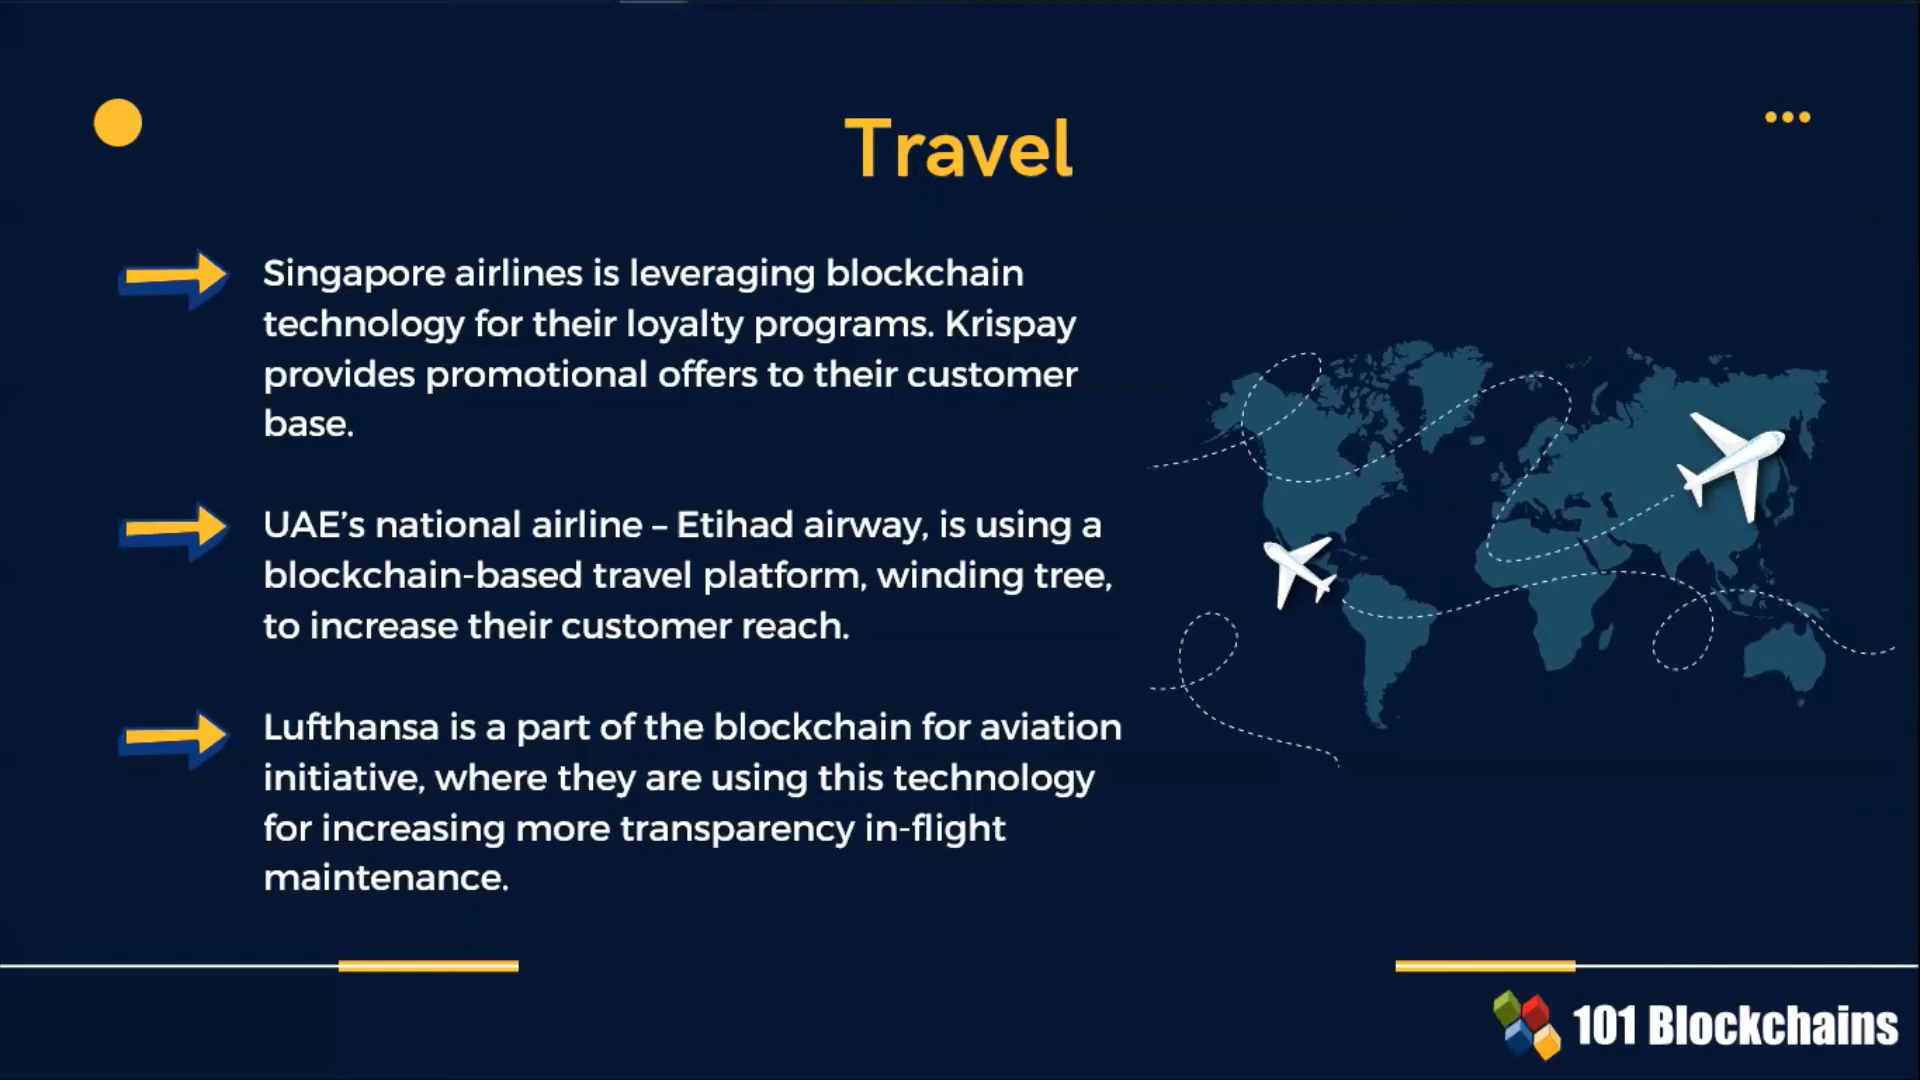 Travel
Singapore airlines is leveraging blockchain
technology for their loyalty programs. Krispay
provides promotional offers to their customer
base.
UAE’s national airline – Etihad airway, is using a
blockchain-based travel platform, winding tree,
to increase their customer reach.
Lufthansa is a part of the blockchain for aviation
initiative, where they are using this technology
for increasing more transparency in-flight
maintenance.
101 Blockchains